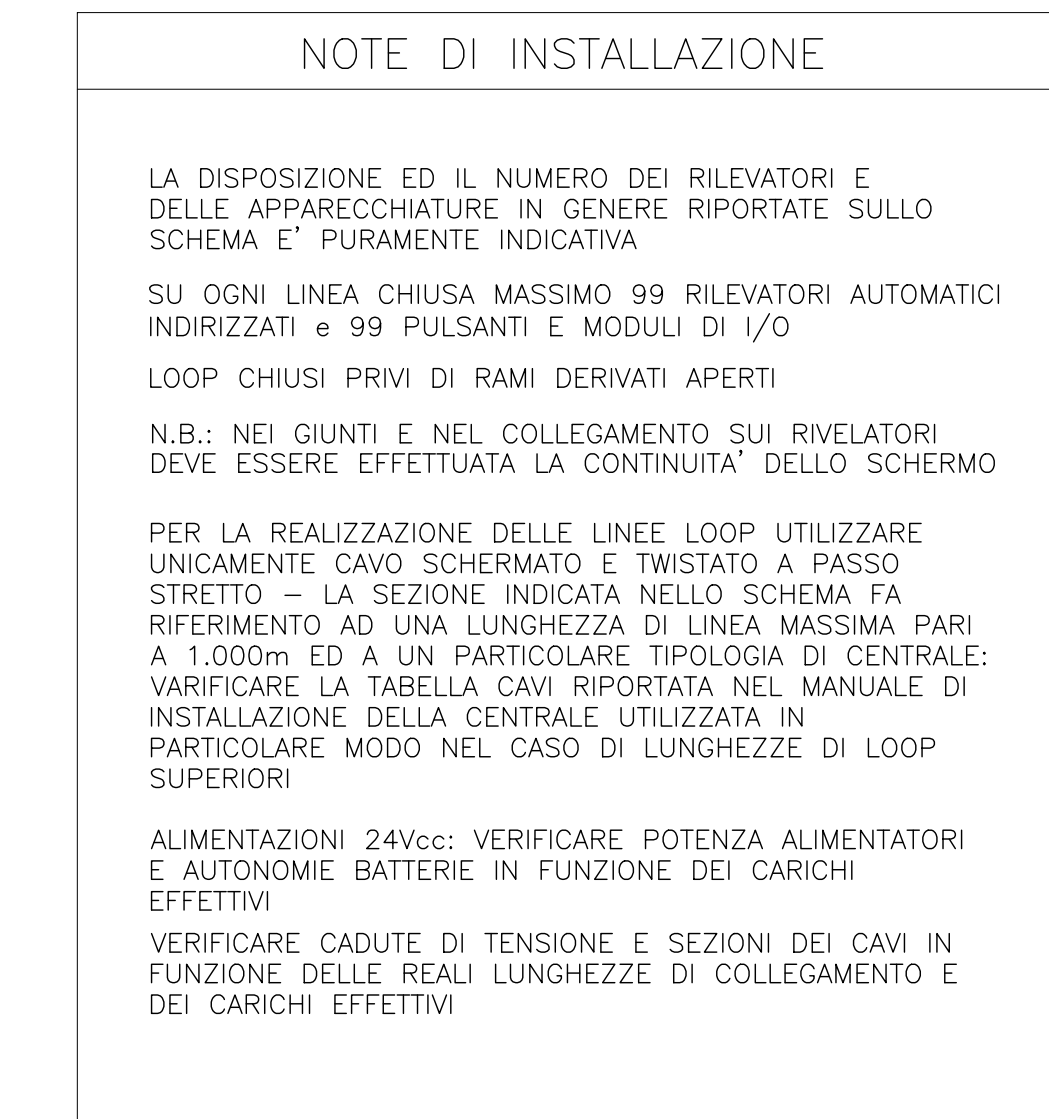 NOTE DI INSTALLAZIONE
LA DISPOSIZIONE ED IL NUMERO DEI RILEVATORI E
DELLE APPARECCHIATURE IN GENERE RIPORTATE SULLO
SCHEMA E' PURAMENTE INDICATIVA
SU OGNI LINEA CHIUSA MASSIMO 99 RILEVATORI AUTOMATICI
INDIRIZZATI e 99 PULSANTI E MODULI DI I/O
LOOP CHIUSI PRIVI DI RAMI DERIVATI APERTI
N.B.: NEI GIUNTI E NEL COLLEGAMENTO SUI RIVELATORI
DEVE ESSERE EFFETTUATA LA CONTINUITA' DELLO SCHERMO
PER LA REALIZZAZIONE DELLE LINEE LOOP UTILIZZARE
UNICAMENTE CAVO SCHERMATO E TWISTATO A PASSO
STRETTO – LA SEZIONE INDICATA NELLO SCHEMA FA
RIFERIMENTO AD UNA LUNGHEZZA DI LINEA MASSIMA PARI
A 1.000m ED A UN PARTICOLARE TIPOLOGIA DI CENTRALE:
VARIFICARE LA TABELLA CAVI RIPORTATA NEL MANUALE DI
INSTALLAZIONE DELLA CENTRALE UTILIZZATA IN
PARTICOLARE MODO NEL CASO DI LUNGHEZZE DI LOOP
SUPERIORI
ALIMENTAZIONI 24Vcc: VERIFICARE POTENZA ALIMENTATORI
E AUTONOMIE BATTERIE IN FUNZIONE DEI CARICHI
EFFETTIVI
VERIFICARE CADUTE DI TENSIONE E SEZIONI DEI CAVI IN
FUNZIONE DELLE REALI LUNGHEZZE DI COLLEGAMENTO E
DEI CARICHI EFFETTIVI